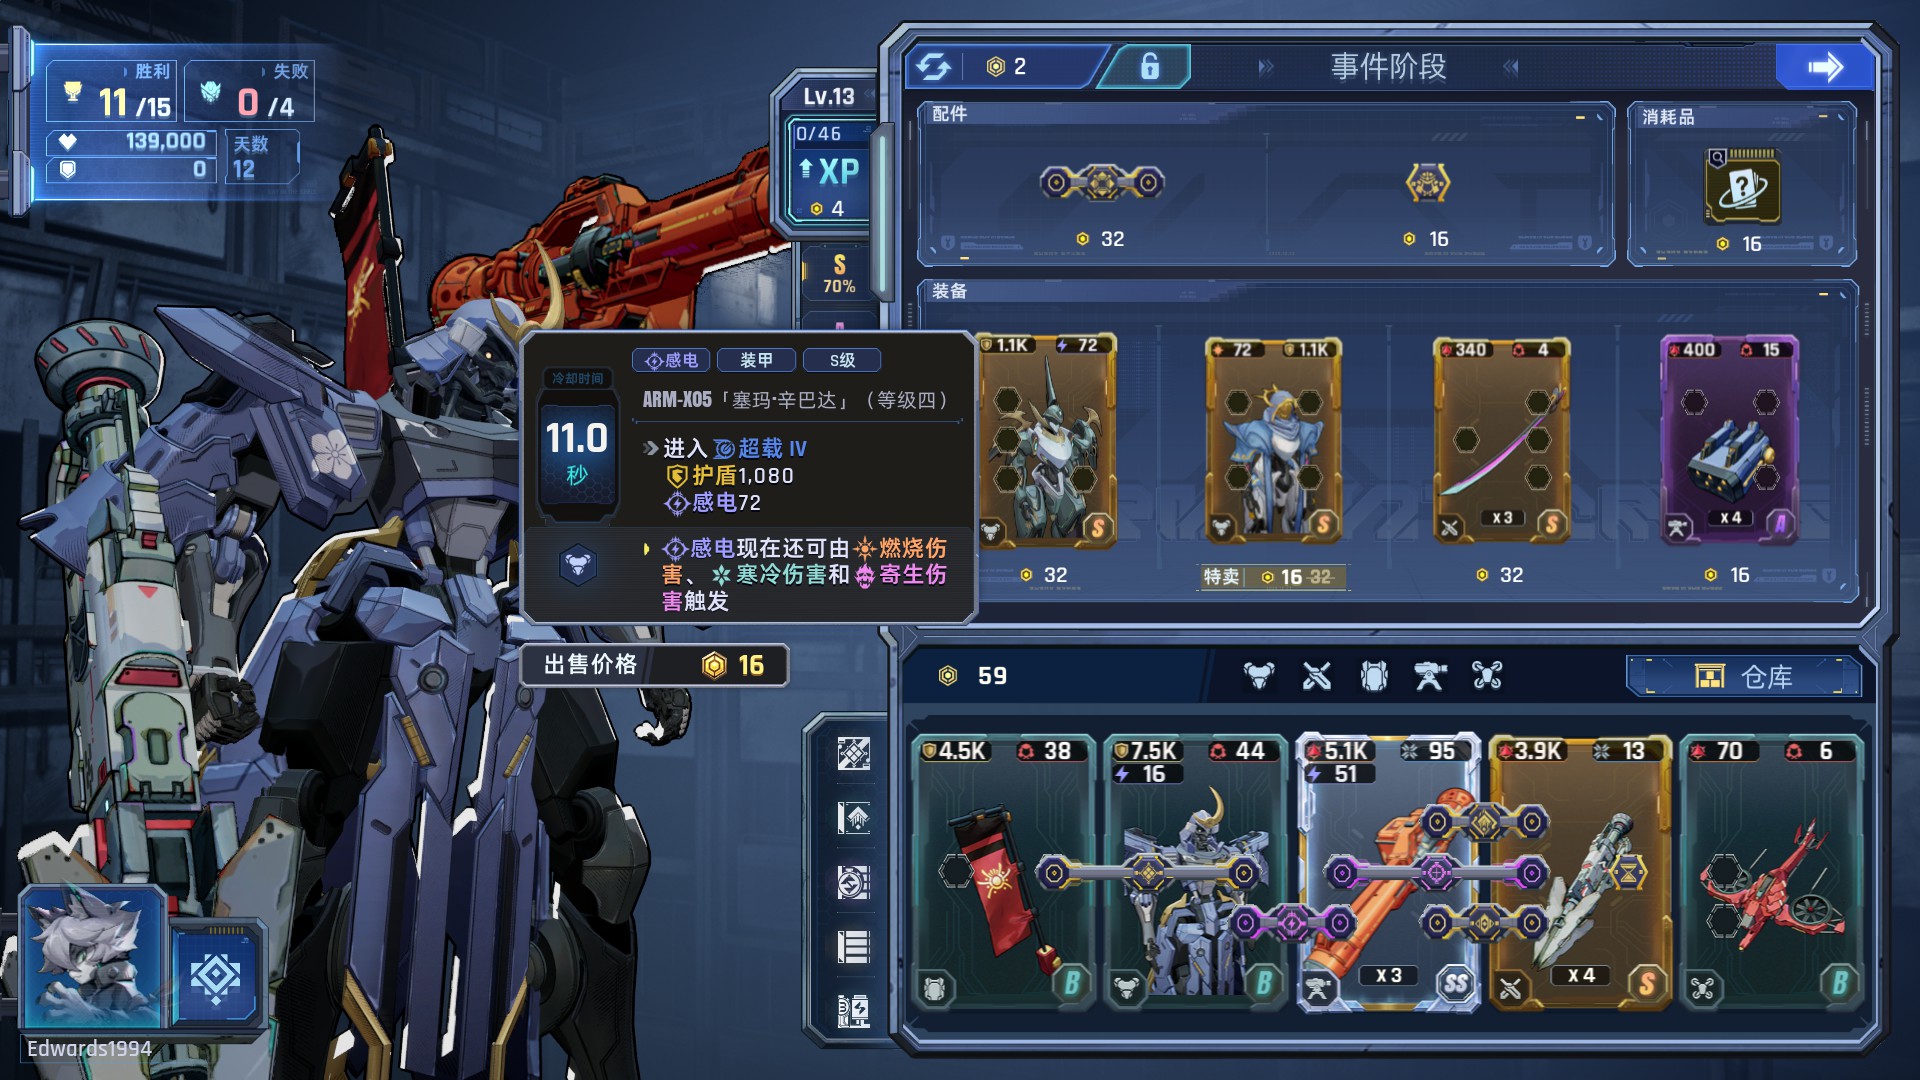 胜利
11/15
失败
0/4
139,000
0
天数
12
Lv.13
0/46
XP
4
S
70%
2
事件阶段
配件
32
16
消耗品
16
装备
1.1K
72
S
32
72
1.1K
S
特卖
16 32
340
4
x3
S
32
400
15
x4
A
16
感电
装甲
S级
冷却时间
11.0
秒
ARM-X05「塞玛·辛巴达」（等级四）
进入 超载 IV
护盾1,080
感电72
感电现在还可由燃烧伤
害、寒冷伤害和寄生伤
害触发
出售价格
16
59
仓库
4.5K
38
B
7.5K
44
16
B
5.1K
95
51
x3
SS
3.9K
13
x4
S
70
6
B
Edwards1994